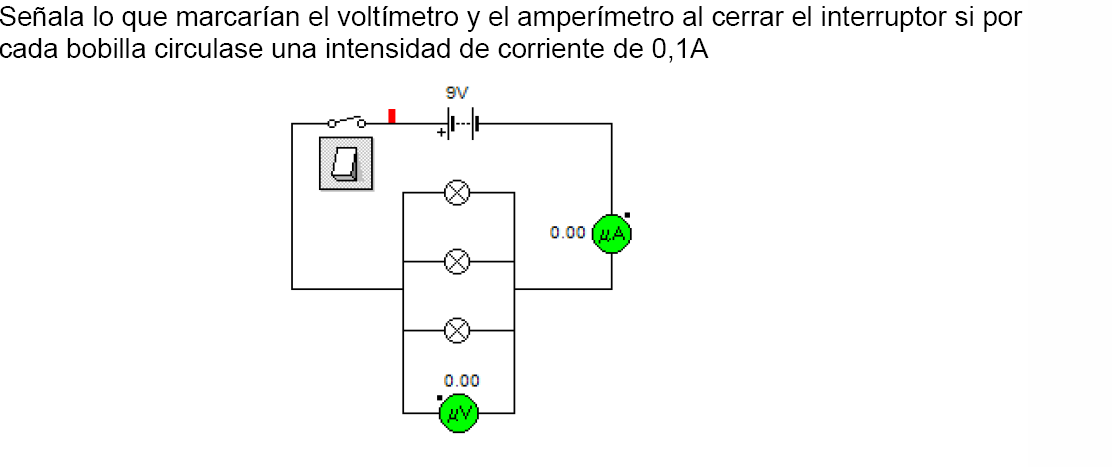 Señala lo que marcarían el voltímetro y el amperímetro al cerrar el interruptor si por
cada bobilla circulase una intensidad de corriente de 0,1A
9V
+
0.00 µA
0.00
µV